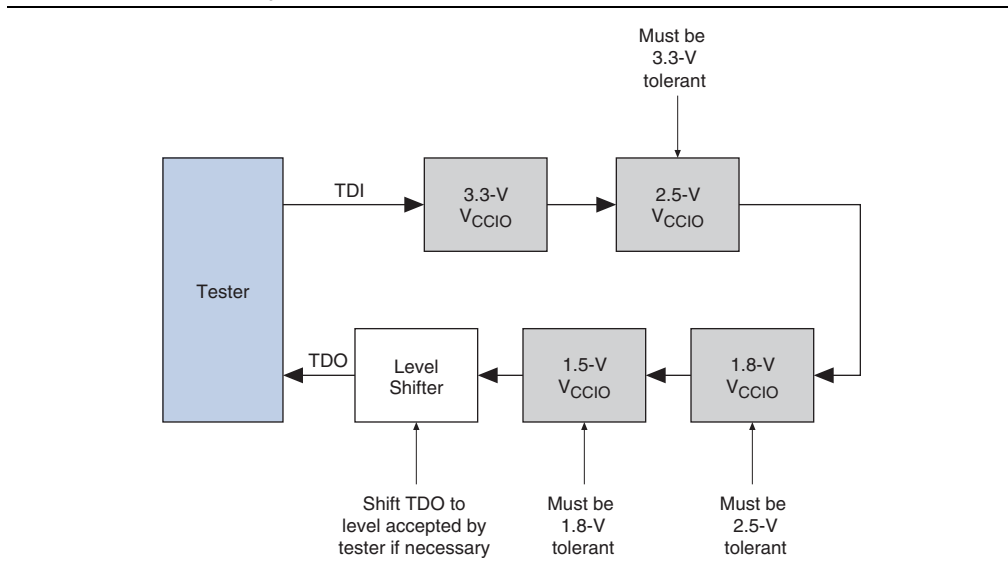 Must be
3.3-V
tolerant
TDI
3.3-V
VCCIO
2.5-V
VCCIO
Tester
TDO
Level
Shifter
1.5-V
VCCIO
1.8-V
VCCIO
Shift TDO to
level accepted by
tester if necessary
Must be
1.8-V
tolerant
Must be
2.5-V
tolerant